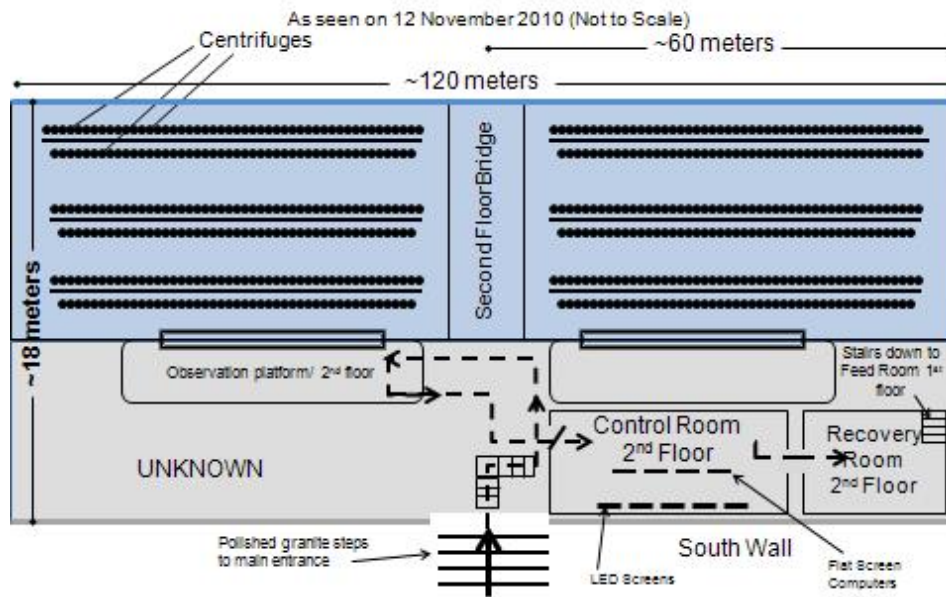 As seen on 12 November 2010 (Not to Scale)
Centrifuges
~60 meters
~120 meters
~18 meters
Second Floor Bridge
Observation platform/ 2nd floor
Stairs down to
Feed Room 1st
floor
UNKNOWN
Control Room
2nd Floor
Recovery
Room
2nd Floor
Polished granite steps
to main entrance
LED Screens
South Wall
Flat Screen
Computers